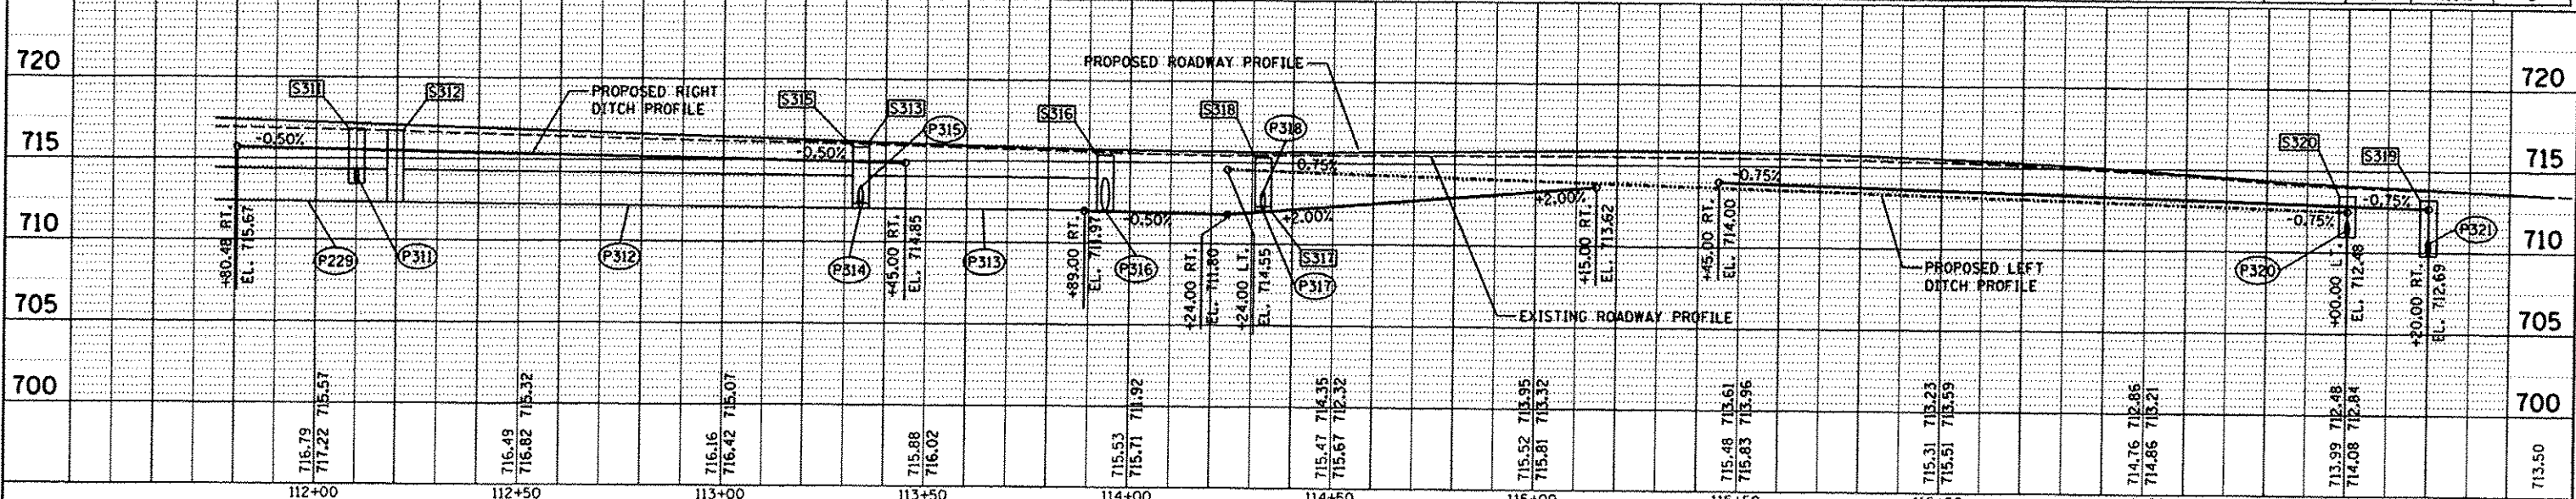 720
720
PROPOSED ROADWAY PROFILE
S311
S312
PROPOSED RIGHT
DITCH PROFILE
S315
S313
P315
S316
S318
P318
S320
S319
715
715
-0.50%
-0.50%
0.75%
-0.75%
-0.50%
+2.00%
+2.00%
-0.75%
-0.75%
710
710
P229
P311
P312
P314
P313
P316
S317
P317
P320
P321
+80.48 RT.
EL. 715.67
+45.00 RT.
EL. 714.85
+89.00 RT.
EL. 711.97
+24.00 RT.
EL. 711.80
+24.00 LT.
EL. 714.55
+15.00 RT.
EL. 713.62
+45.00 RT.
EL. 714.00
PROPOSED LEFT
DITCH PROFILE
+00.00 LT.
EL. 712.48
+20.00 RT.
EL. 712.69
705
705
EXISTING ROADWAY PROFILE
700
700
716.79 715.57
717.22
716.49 715.32
716.82
716.16 715.07
716.42
715.88
716.02
715.53
715.71 711.92
715.47 714.35
715.67 712.32
715.52 713.95
715.81 713.32
715.48 713.61
715.83 713.96
715.31 713.23
715.51 713.59
714.76 712.86
714.86 713.21
713.99 712.48
714.08 712.84
713.50
112+00
112+50
113+00
113+50
114+00
114+50